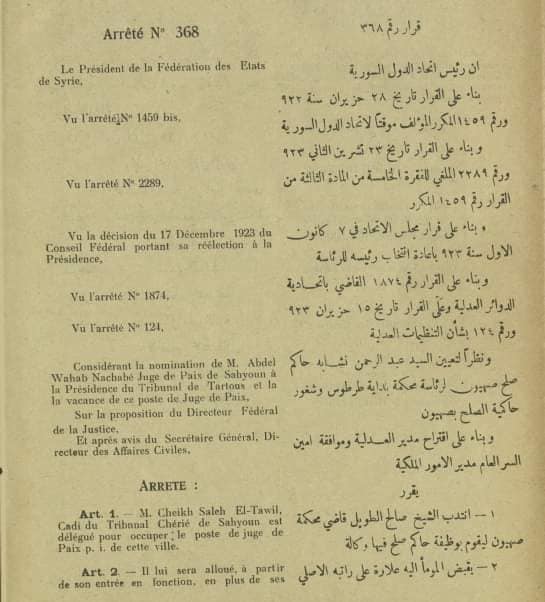 Arrêté N° 368
Le Président de la Fédération des Etats
de Syrie,
Vu l'arrêté N° 1459 bis,
Vu l'arrêté N° 2289,
Vu la décision du 17 Décembre 1923 du
Conseil Fédéral portant sa réélection à la
Présidence,
Vu l'arrêté N° 1874,
Vu l'arrêté N° 124,
Considérant la nomination de M. Abdel
Wahab Nachabé Juge de Paix de Sahyoun à
la Présidence du Tribunal de Tartous et la
la vacance de ce poste de Juge de Paix,
Sur la proposition du Directeur Fédéral
de la Justice,
Et après avis du Secrétaire Général, Di-
recteur des Affaires Civiles,
ARRETE :
Art. 1. — M. Cheikh Saleh El-Tawil,
Cadi du Tribunal Chérié de Sahyoun est
délégué pour occuper le poste de juge de
Paix p. i. de cette ville.
Art. 2. — Il lui sera alloué, à partir
de son entrée en fonction, en plus de ses
قرار رقم ٣٦٨
ان رئيس اتحاد الدول السورية
بناء على القرار تاريخ ٢٨ حزيران سنة ٩٢٢
ورقم ١٤٥٩ المكرر المؤلف موقتاً لاتحاد الدول السورية
و بناء على القرار تاريخ ٢٣ تشرين الثاني ٩٢٣
ورقم ٢٢٨٩ الملغي للفقرة الخامسة من المادة الثالثة من
القرار رقم ١٤٥٩ المكرر
و بناء على قرار مجلس الاتحاد في ٧ كانون
الاول سنة ٩٢٣ باعادة انتخاب رئيسه للرئاسة
وبناء على القرار رقم ١٨٧٤ القاضي باتحادية
الدوائر العدلية وعلى القرار تاريخ ١٥ حزيران ٩٢٣
ورقم ١٢٤ بشأن التنظيمات العدلية
ونظراً لتعيين السيد عبد الرحمن نشابه حاكم
صلح صهيون لرئاسة محكمة بداية طرطوس وشغور
حاكية الصلح بصهيون
وبناء على اقتراح مدير العدلية وموافقة امين
السر العام مدير الامور الملكية
يقرر
١ – انتدب الشيخ صالح الطويل قاضي محكمة
صهيون ليقوم بوظيفة حاكم صلح فيها وكالة
٢ – يقبض المومأ اليه علاوة على راتبه الاصلي